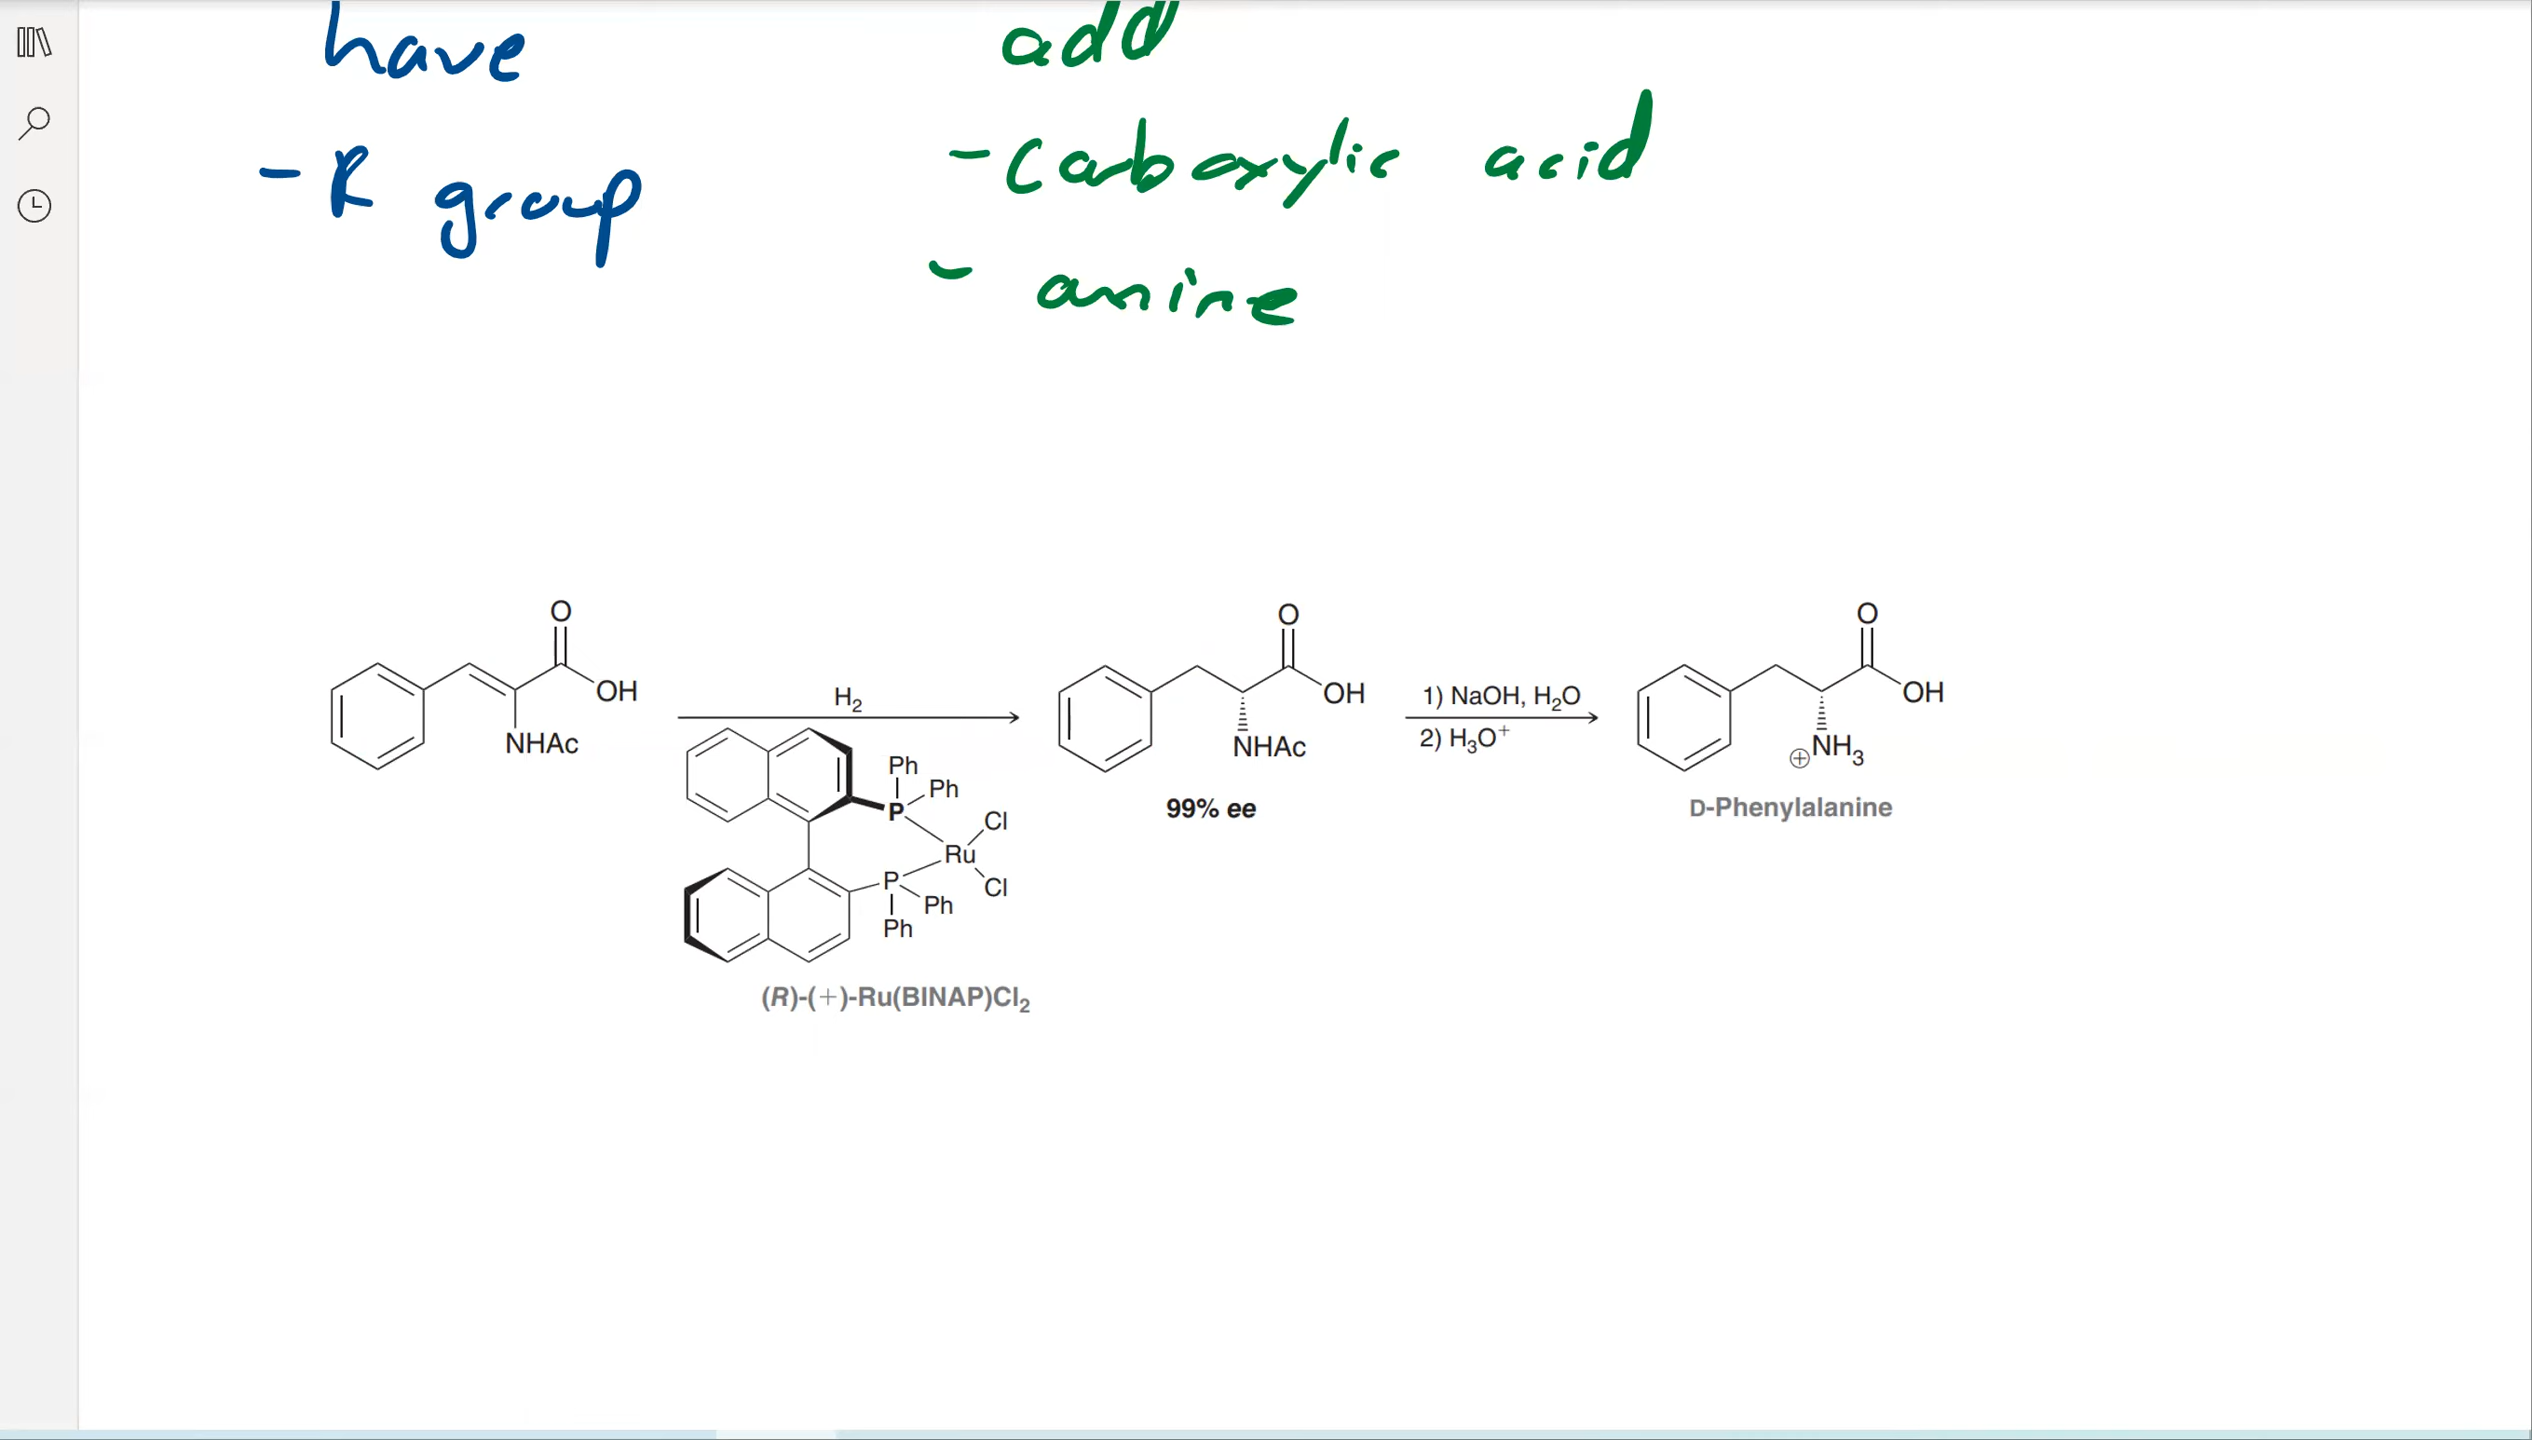 have
add
- R group
- Carboxylic acid
- amine
O
OH
NHAc
H₂
Ph
Ph
P
Cl
Ru
Cl
P
Ph
Ph
(R)-(+)-Ru(BINAP)Cl₂
O
OH
NHAc
99% ee
1) NaOH, H₂O
2) H₃O⁺
O
OH
⊕NH₃
D-Phenylalanine